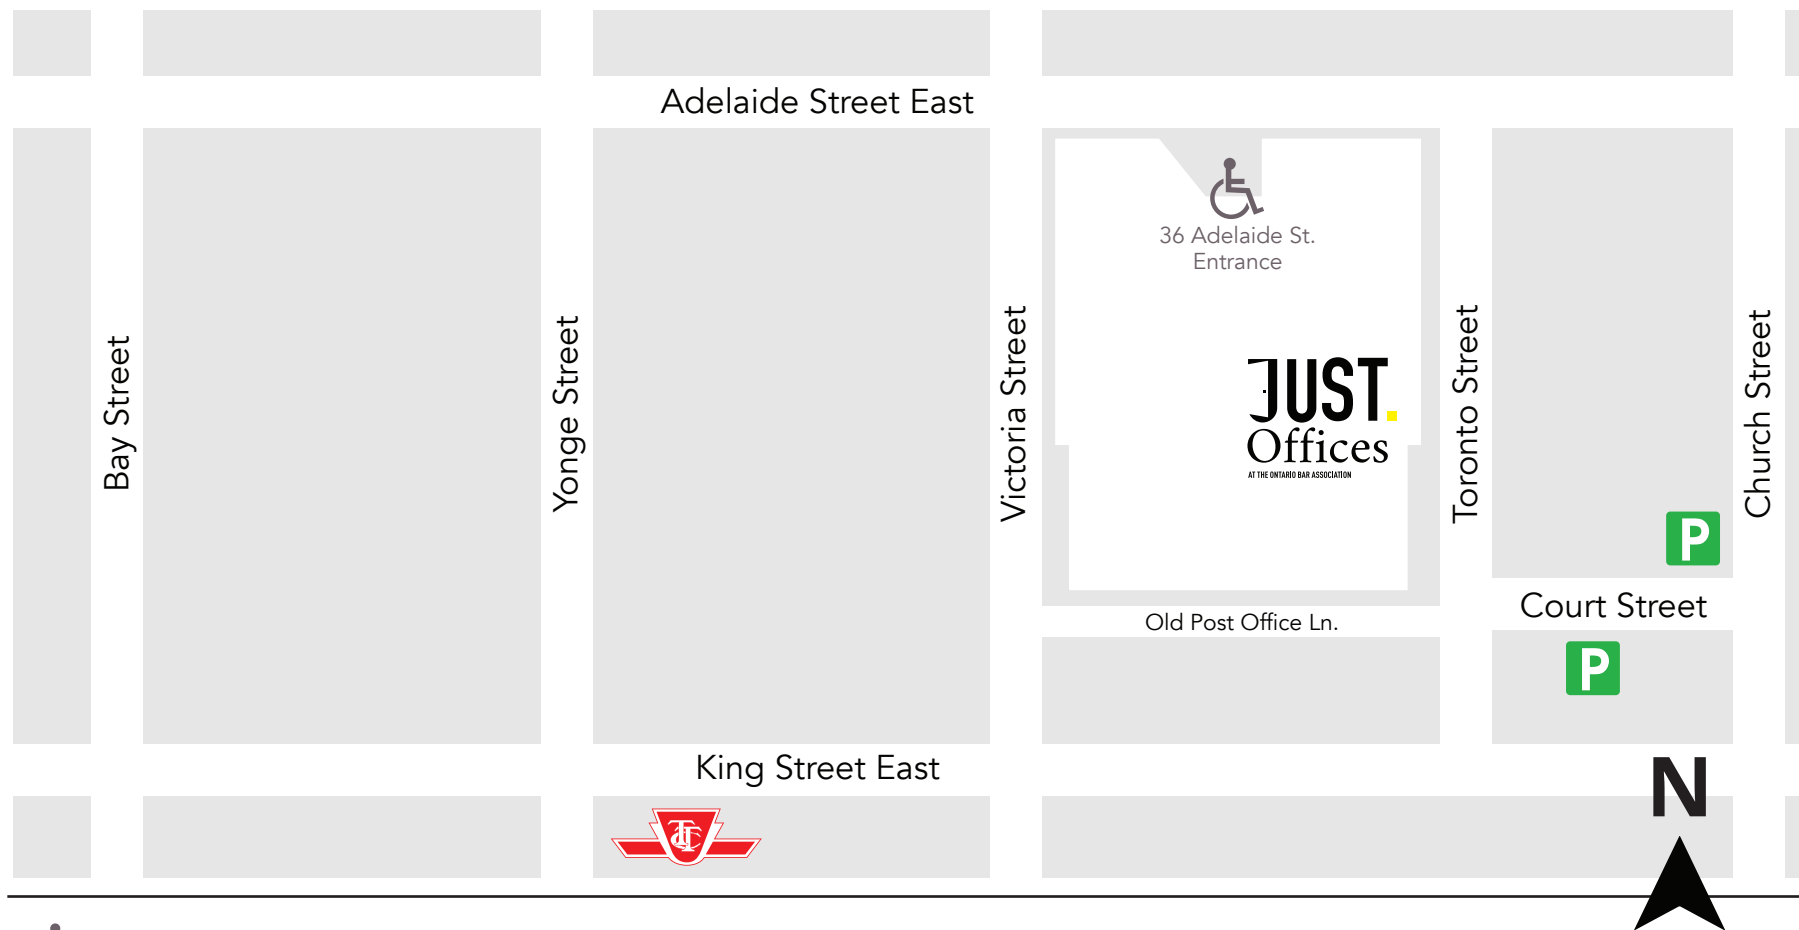 Adelaide Street East
36 Adelaide St.
Entrance
Bay Street
Yonge Street
Victoria Street
JUST.
Offices
AT THE ONTARIO BAR ASSOCIATION
Toronto Street
Church Street
P
Court Street
Old Post Office Ln.
P
King Street East
N
TTC